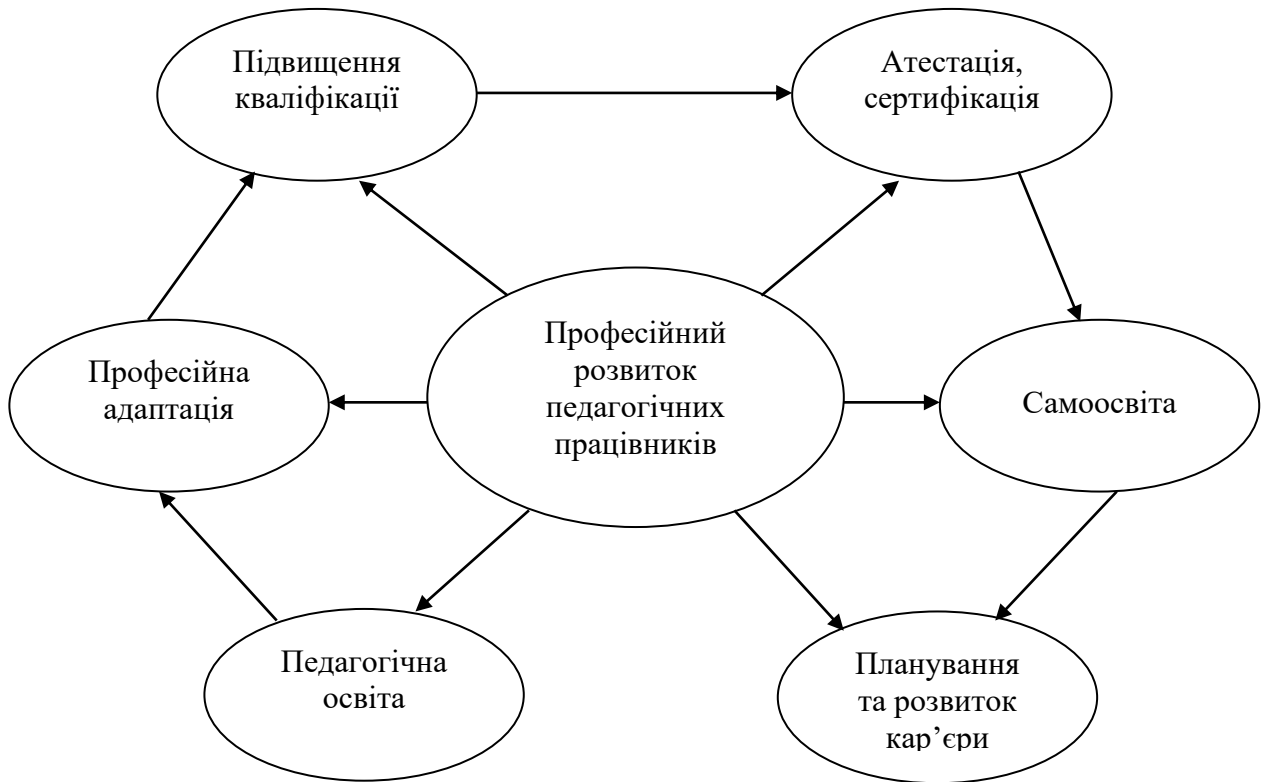 Підвищення
кваліфікації
Атестація,
сертифікація
Професійний
розвиток
педагогічних
працівників
Професійна
адаптація
Самоосвіта
Педагогічна
освіта
Планування
та розвиток
кар’єри